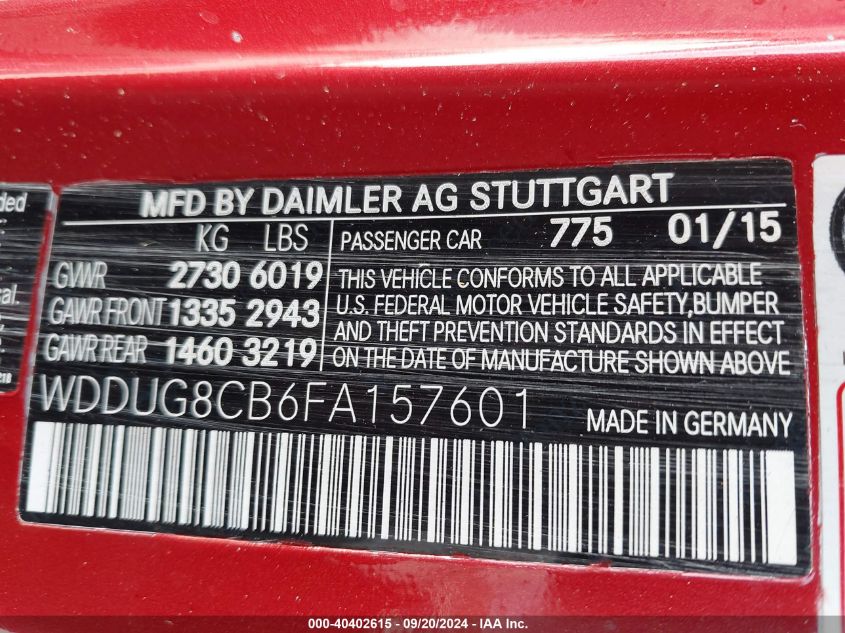 MFD BY DAIMLER AG STUTTGART
KG LBS
PASSENGER CAR 775 01/15
GVWR 2730 6019
GAWR FRONT 1335 2943
GAWR REAR 1460 3219
THIS VEHICLE CONFORMS TO ALL APPLICABLE
U.S. FEDERAL MOTOR VEHICLE SAFETY,BUMPER
AND THEFT PREVENTION STANDARDS IN EFFECT
ON THE DATE OF MANUFACTURE SHOWN ABOVE.
WDDUG8CB6FA157601 MADE IN GERMANY
000-40402615 - 09/20/2024 - IAA